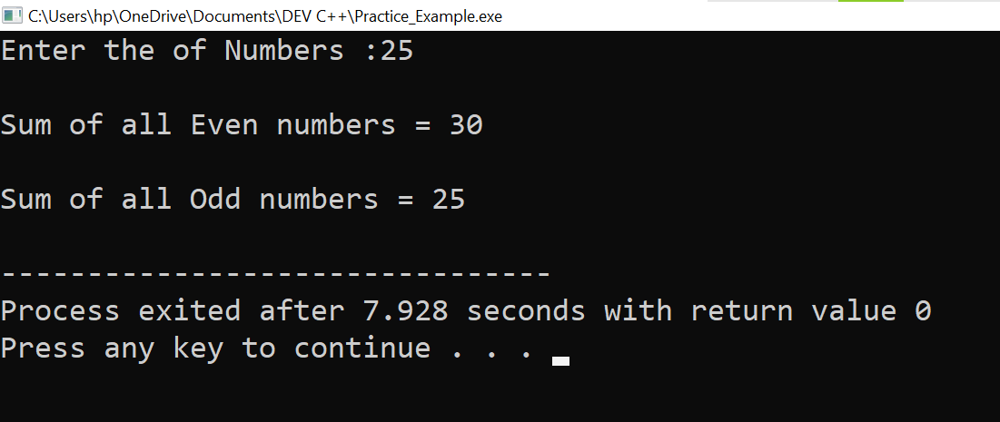 C:\Users\hp\OneDrive\Documents\DEV C++\Practice_Example.exe
Enter the of Numbers :25
Sum of all Even numbers = 30
Sum of all Odd numbers = 25
--------------------------------
Process exited after 7.928 seconds with return value 0
Press any key to continue . . .